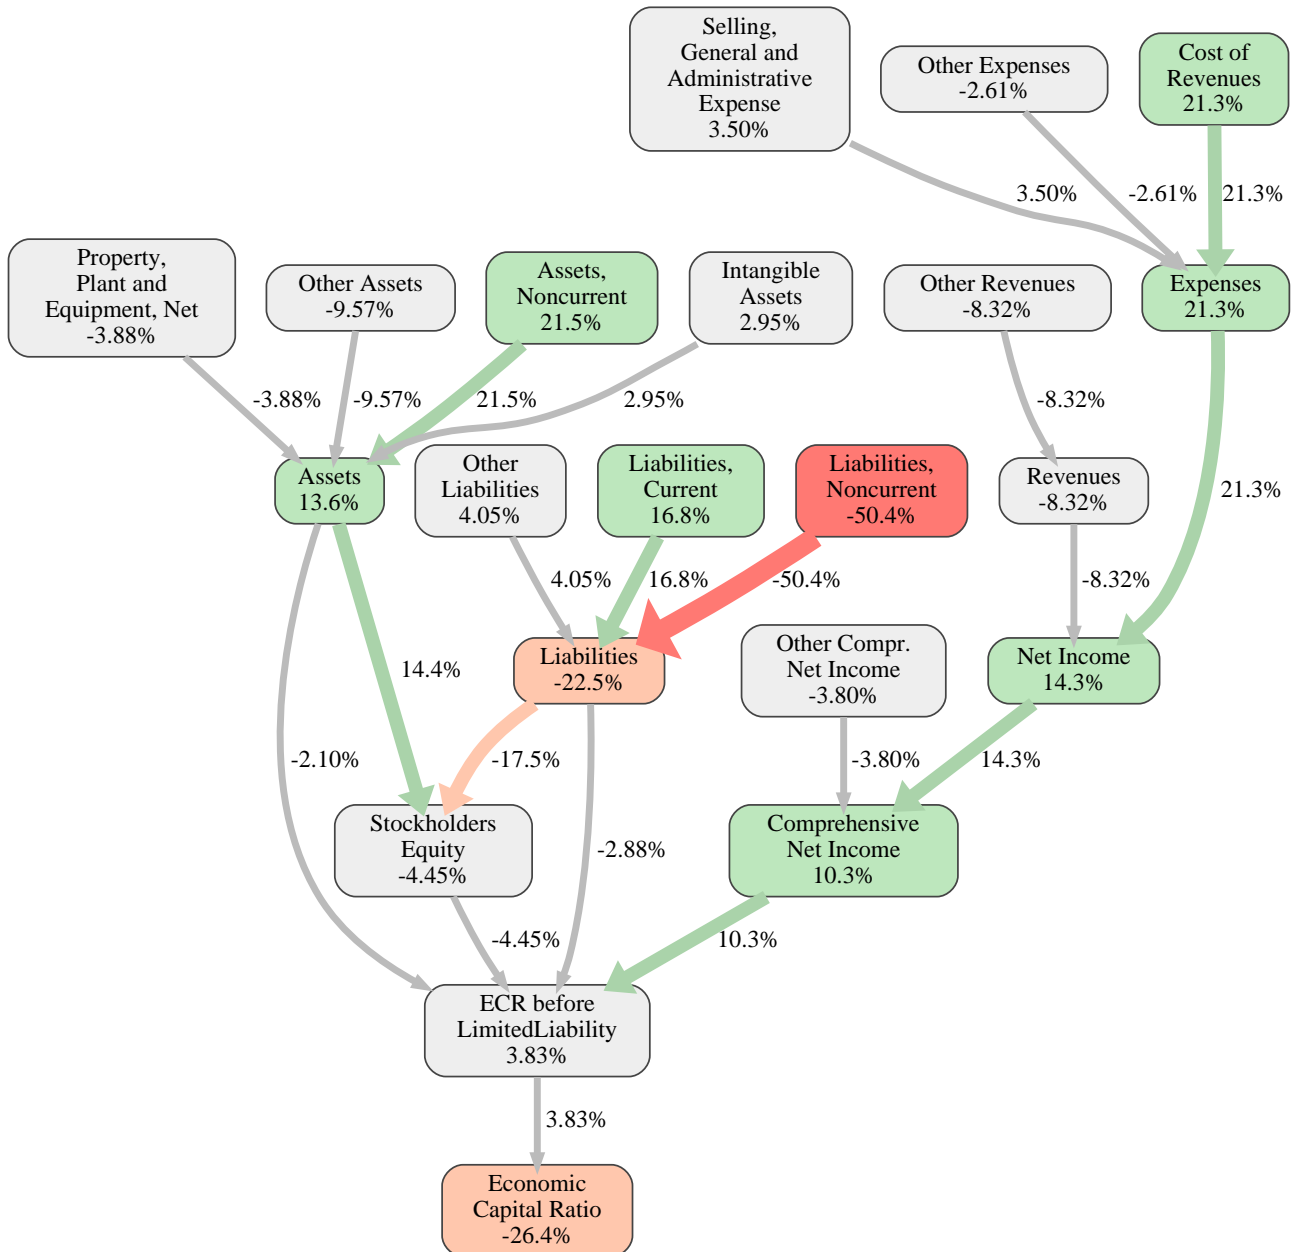 Selling,
General and
Administrative
Expense
3.50%
Other Expenses
-2.61%
Cost of
Revenues
21.3%
3.50%
-2.61%
21.3%
Property,
Plant and
Equipment, Net
-3.88%
Other Assets
-9.57%
Assets,
Noncurrent
21.5%
Intangible
Assets
2.95%
Other Revenues
-8.32%
Expenses
21.3%
-3.88%
-9.57%
21.5%
2.95%
-8.32%
21.3%
Assets
13.6%
Other
Liabilities
4.05%
Liabilities,
Current
16.8%
Liabilities,
Noncurrent
-50.4%
Revenues
-8.32%
4.05%
16.8%
-50.4%
-8.32%
14.4%
Liabilities
-22.5%
Other Compr.
Net Income
-3.80%
Net Income
14.3%
-2.10%
-17.5%
-3.80%
14.3%
Stockholders
Equity
-4.45%
-2.88%
Comprehensive
Net Income
10.3%
-4.45%
10.3%
ECR before
LimitedLiability
3.83%
3.83%
Economic
Capital Ratio
-26.4%